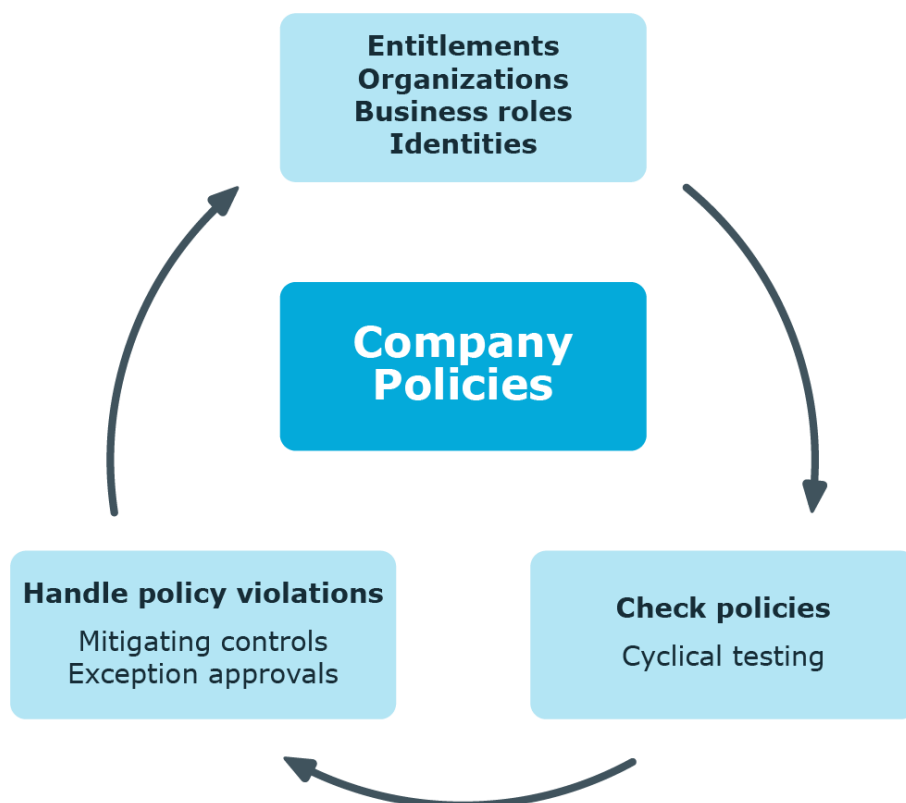 Entitlements
Organizations
Business roles
Identities
Company
Policies
Handle policy violations
Mitigating controls
Exception approvals
Check policies
Cyclical testing